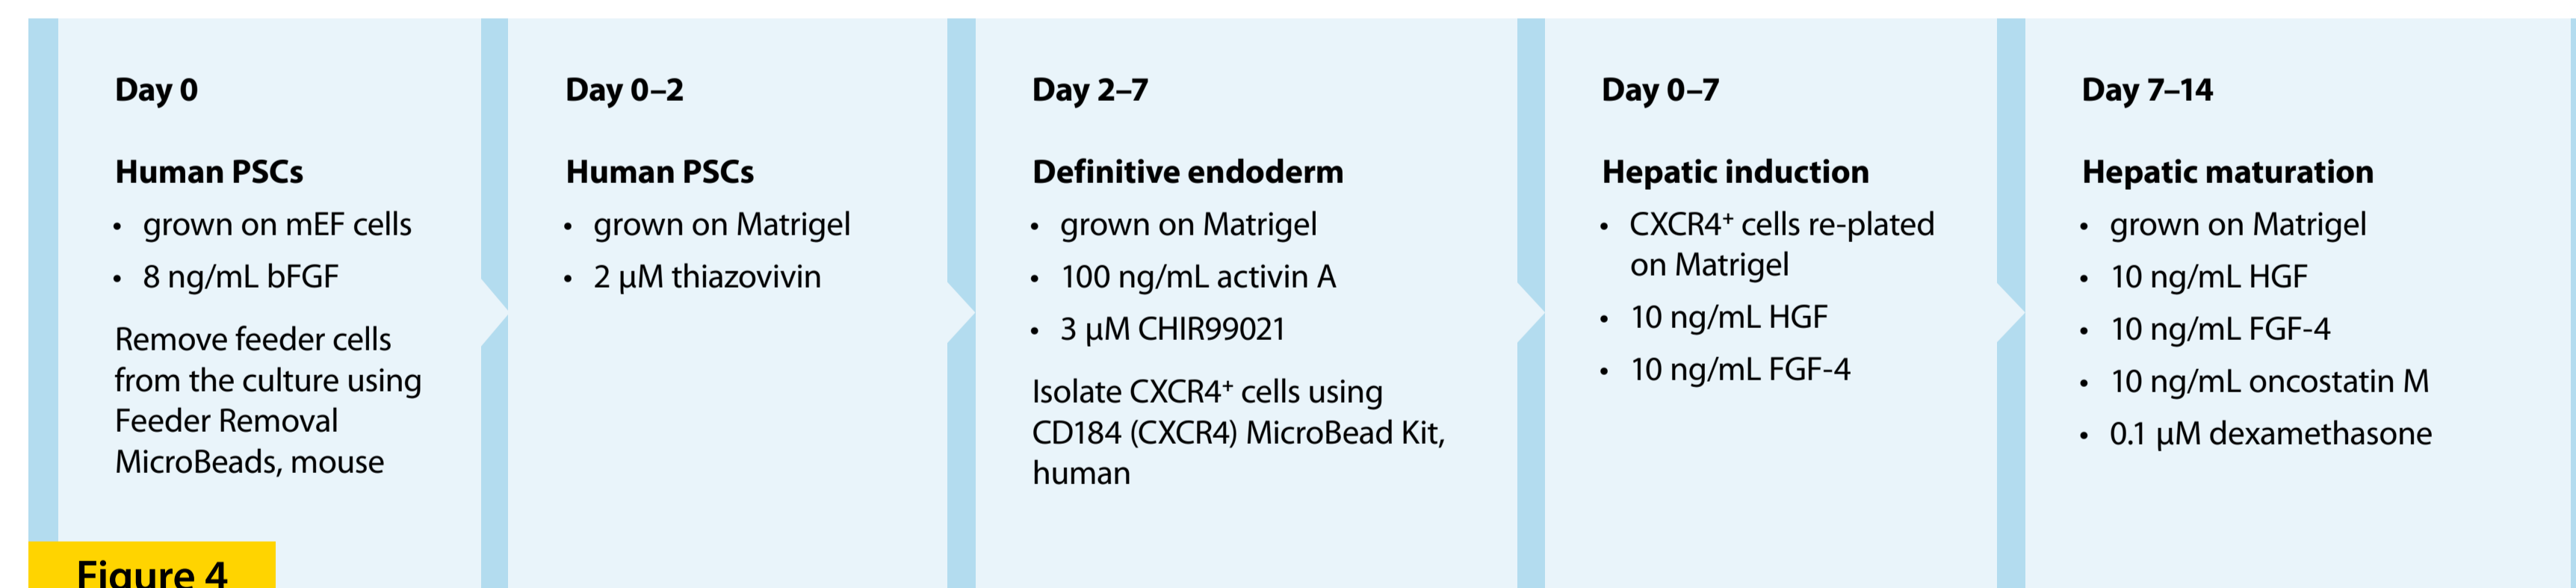 Day 0
Human PSCs
• grown on mEF cells
• 8 ng/mL bFGF
Remove feeder cells
from the culture using
Feeder Removal
MicroBeads, mouse
Day 0–2
Human PSCs
• grown on Matrigel
• 2 µM thiazovivin
Day 2–7
Definitive endoderm
• grown on Matrigel
• 100 ng/mL activin A
• 3 µM CHIR99021
Isolate CXCR4⁺ cells using
CD184 (CXCR4) MicroBead Kit,
human
Day 0–7
Hepatic induction
• CXCR4⁺ cells re-plated
on Matrigel
• 10 ng/mL HGF
• 10 ng/mL FGF-4
Day 7–14
Hepatic maturation
• grown on Matrigel
• 10 ng/mL HGF
• 10 ng/mL FGF-4
• 10 ng/mL oncostatin M
• 0.1 µM dexamethasone
Figure 4